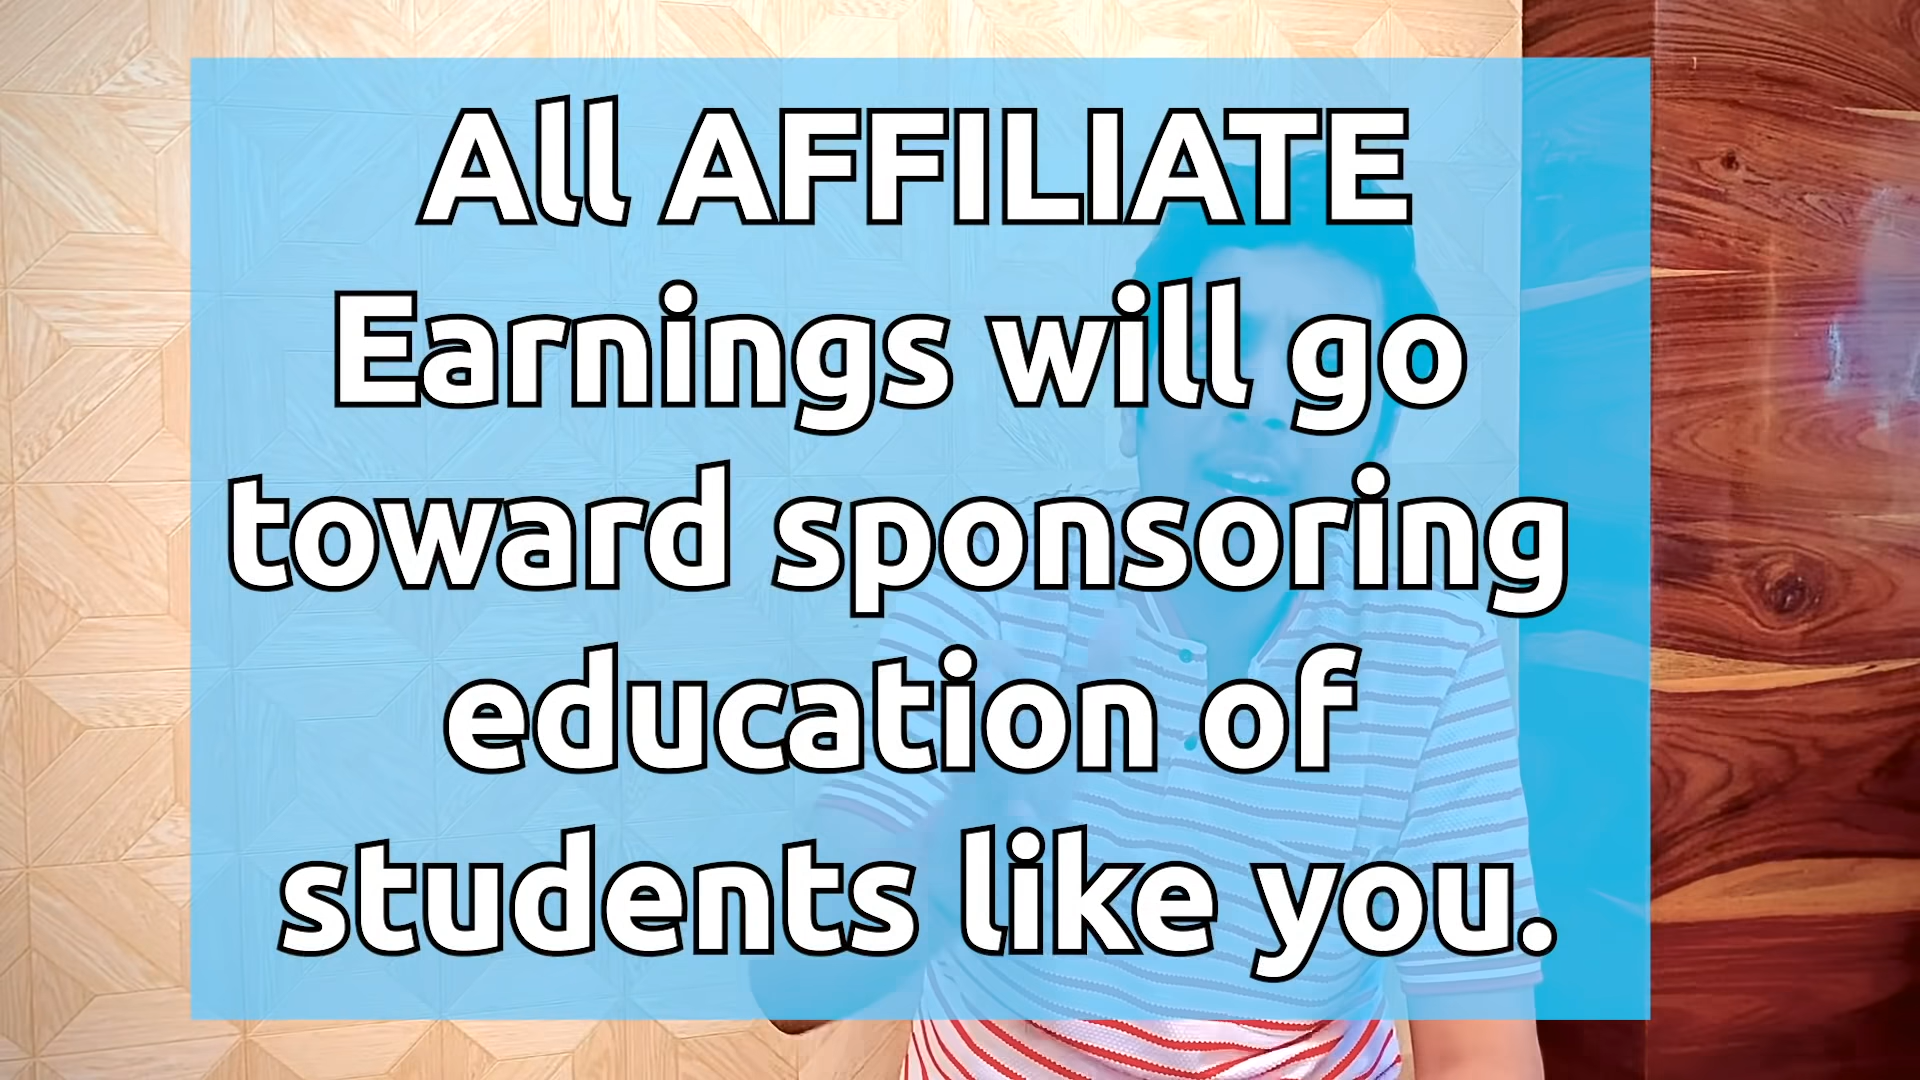 All AFFILIATE
Earnings will go
toward sponsoring
education of
students like you.